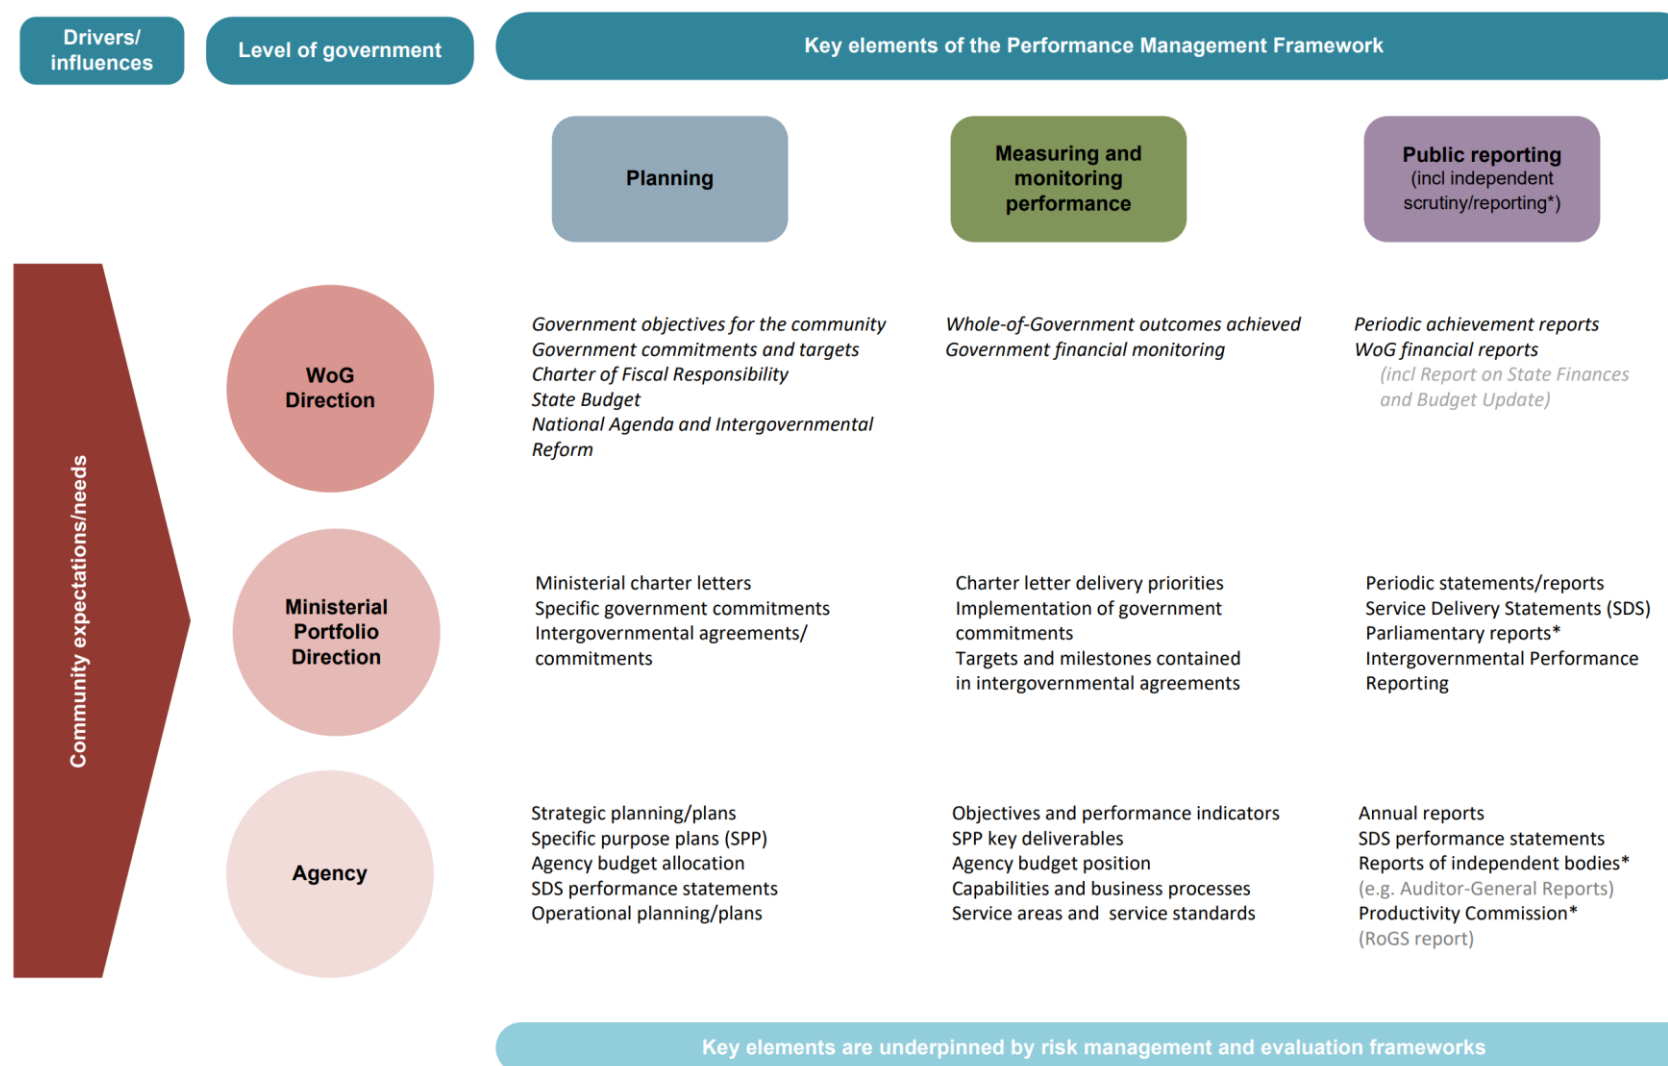 Drivers/
influences
Level of government
Key elements of the Performance Management Framework
Planning
Measuring and
monitoring
performance
Public reporting
(incl independent
scrutiny/reporting*)
Community expectations/needs
WoG
Direction
Government objectives for the community
Government commitments and targets
Charter of Fiscal Responsibility
State Budget
National Agenda and Intergovernmental
Reform
Whole-of-Government outcomes achieved
Government financial monitoring
Periodic achievement reports
WoG financial reports
(incl Report on State Finances
and Budget Update)
Ministerial
Portfolio
Direction
Ministerial charter letters
Specific government commitments
Intergovernmental agreements/
commitments
Charter letter delivery priorities
Implementation of government
commitments
Targets and milestones contained
in intergovernmental agreements
Periodic statements/reports
Service Delivery Statements (SDS)
Parliamentary reports*
Intergovernmental Performance
Reporting
Agency
Strategic planning/plans
Specific purpose plans (SPP)
Agency budget allocation
SDS performance statements
Operational planning/plans
Objectives and performance indicators
SPP key deliverables
Agency budget position
Capabilities and business processes
Service areas and  service standards
Annual reports
SDS performance statements
Reports of independent bodies*
(e.g. Auditor-General Reports)
Productivity Commission*
(RoGS report)
Key elements are underpinned by risk management and evaluation frameworks